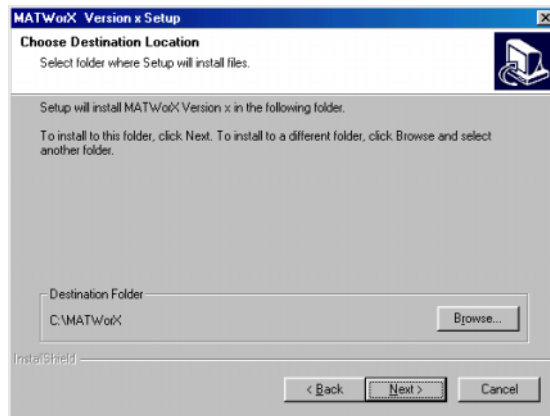 MATWorX Version x Setup
Choose Destination Location
Select folder where Setup will install files.
Setup will install MATWorX Version x in the following folder.
To install to this folder, click Next. To install to a different folder, click Browse and select
another folder.
Destination Folder
C:\MATWorX
Browse...
InstallShield
< Back
Next >
Cancel